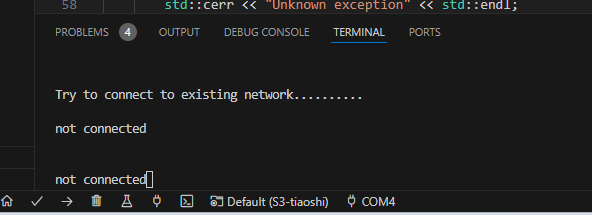 58 std::cerr << "Unknown exception" << std::endl;
PROBLEMS 4 OUTPUT DEBUG CONSOLE TERMINAL PORTS
Try to connect to existing network..........
not connected
not connected
Default (S3-tiaoshi) COM4